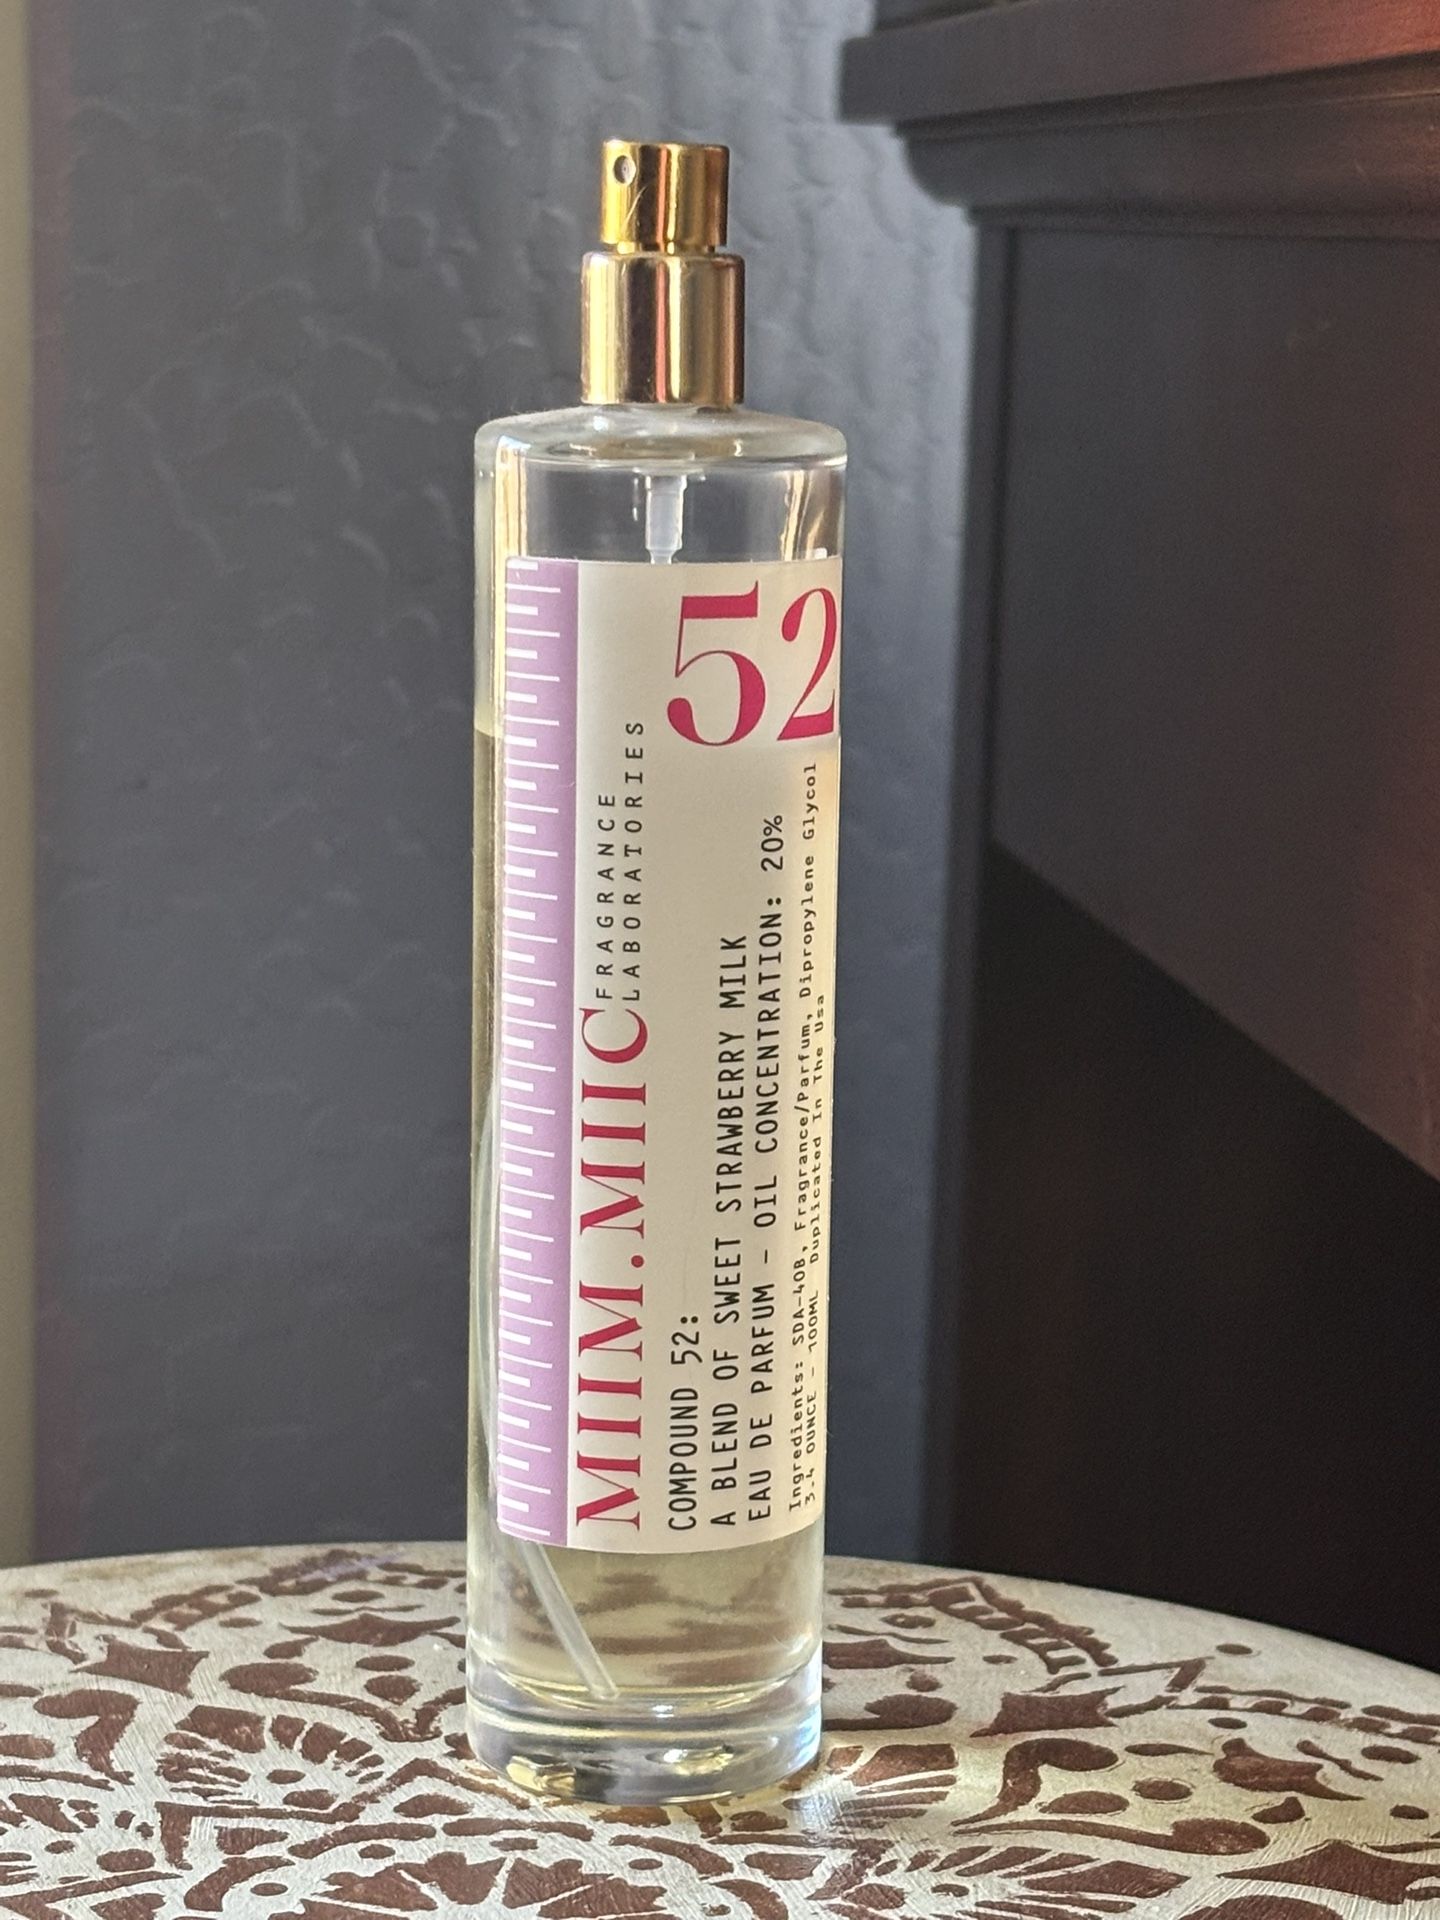 52
MIIM.MIIC
FRAGRANCE
LABORATORIES
COMPOUND 52:
A BLEND OF SWEET STRAWBERRY MILK
EAU DE PARFUM - OIL CONCENTRATION: 20%
Ingredients: SDA-40B, Fragrance/Parfum, Dipropylene Glycol
3.4 OUNCE - 100ML Duplicated In The Usa